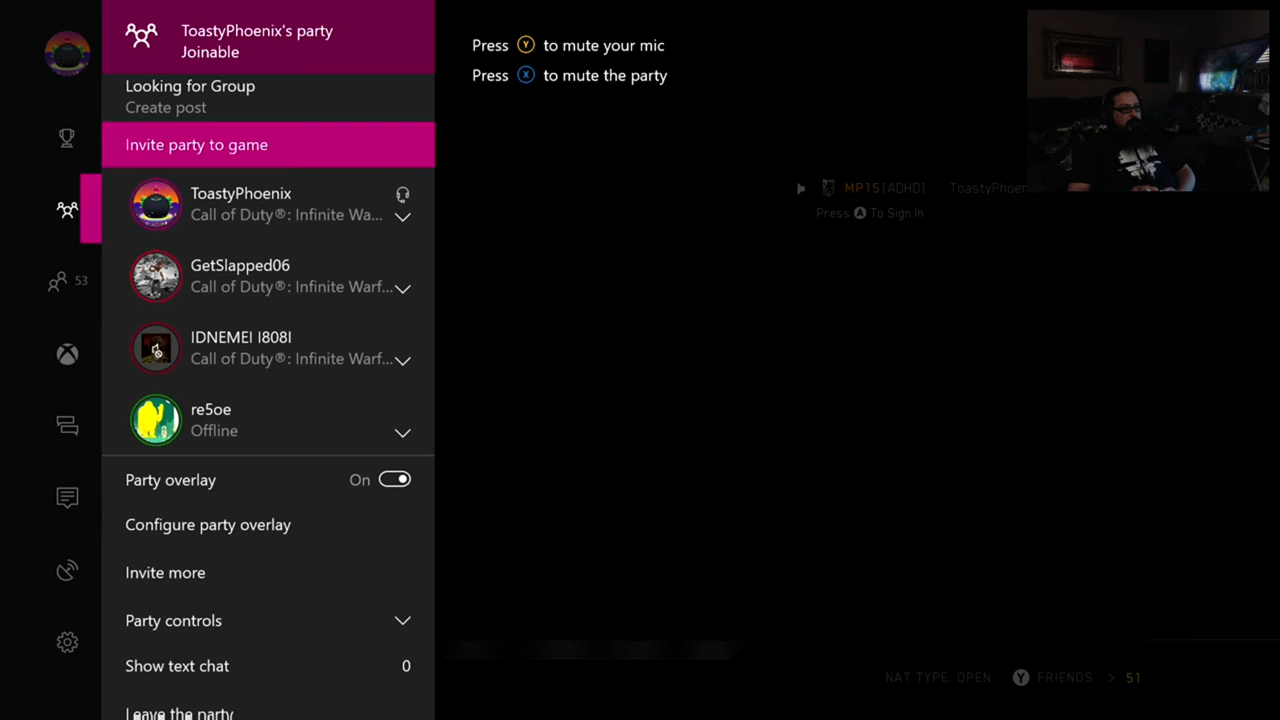 ToastyPhoenix's party
Joinable
Looking for Group
Create post
Invite party to game
ToastyPhoenix
Call of Duty®: Infinite Wa...
GetSlapped06
Call of Duty®: Infinite Warf...
IDNEMEI I808I
Call of Duty®: Infinite Warf...
re5oe
Offline
Party overlay On
Configure party overlay
Invite more
Party controls
Show text chat 0
Leave the party
53
Press Y to mute your mic
Press X to mute the party
MP15[ADHD] ToastyPhoen
Press A To Sign In
NAT TYPE: OPEN Y FRIENDS > 51